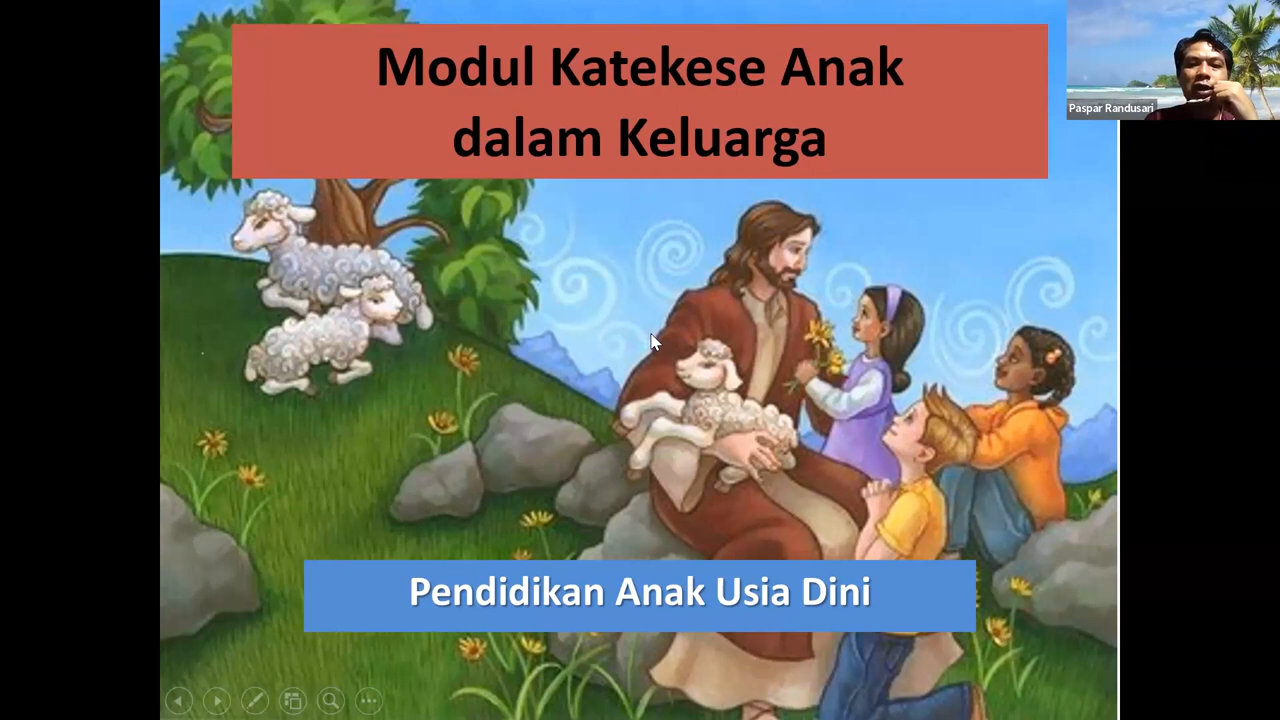 Modul Katekese Anak
dalam Keluarga
Paspar Randusari
Pendidikan Anak Usia Dini